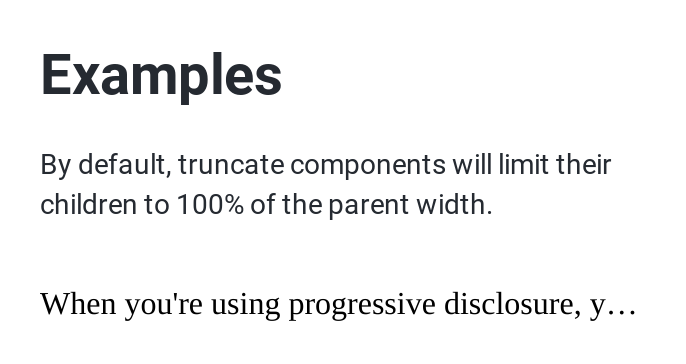 Examples
By default, truncate components will limit their
children to 100% of the parent width.
When you're using progressive disclosure, y…